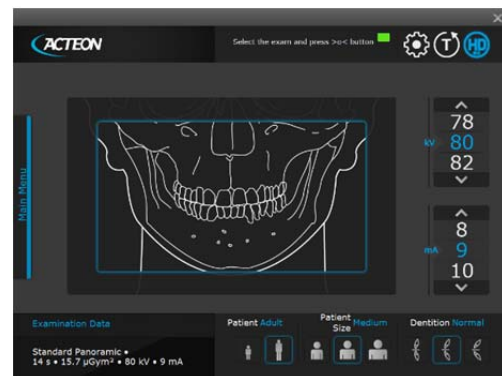 ACTEON
Select the exam and press >o< button
T
HD
Main Menu
78
kV 80
82
8
mA 9
10
Examination Data
Patient Adult
Patient Size Medium
Dentition Normal
Standard Panoramic •
14 s • 15.7 µGym² • 80 kV • 9 mA